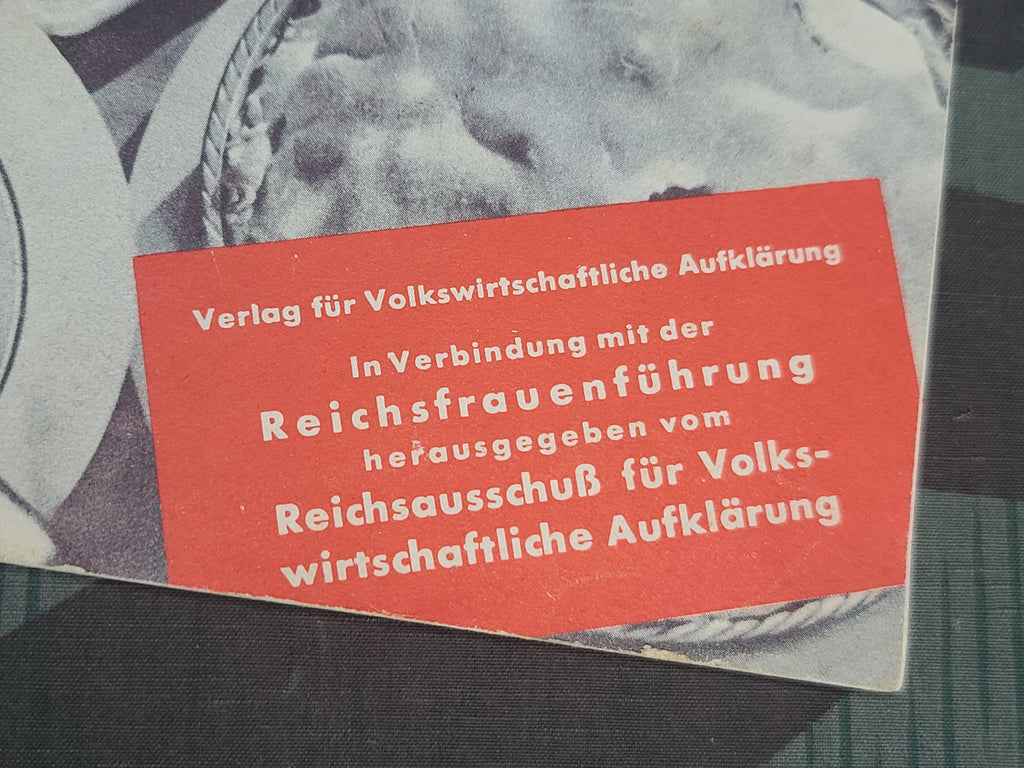 Verlag für Volkswirtschaftliche Aufklärung
In Verbindung mit der
Reichsfrauenführung
herausgegeben vom
Reichsausschuß für Volks-
wirtschaftliche Aufklärung